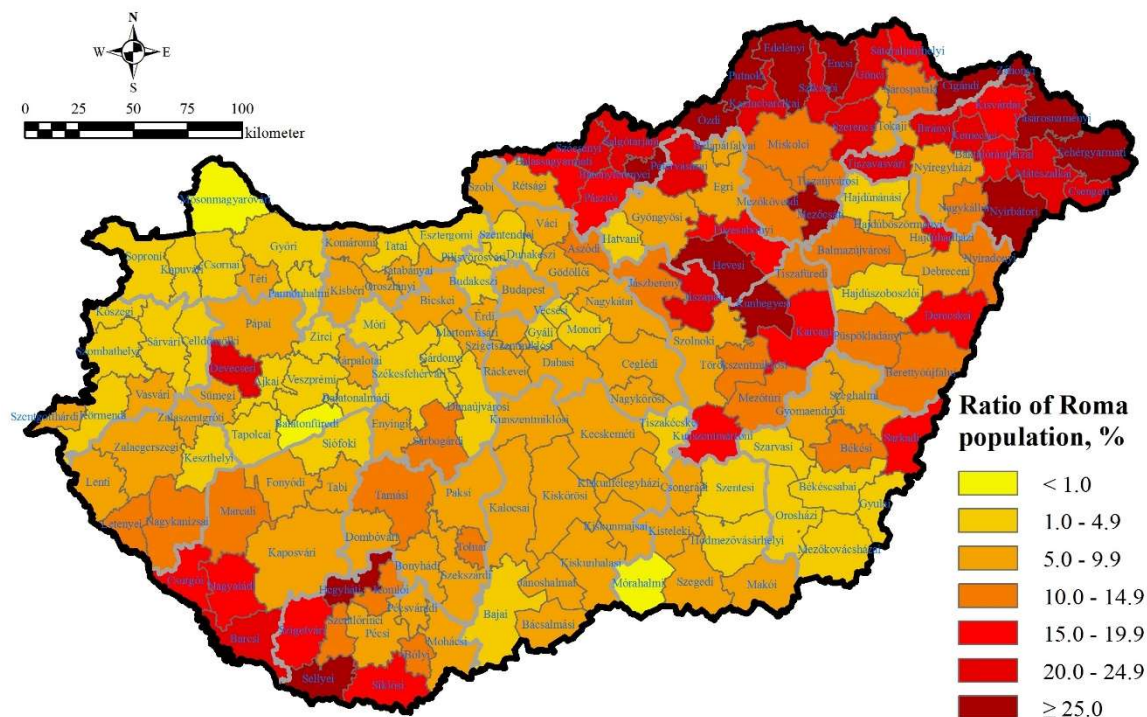 N
W E
S
0 25 50 75 100
kilometer
Edelényi
Encsi
Gönci
Sátoraljaújhelyi
Putnoki
Szikszói
Sárospataki
Cigándi
Záhonyi
Kazincbarcikai
Ózdi
Szerencsi
Tokaji
Kisvárdai
Vásárosnaményi
Ibrányi
Kemecsei
Fehérgyarmati
Salgótarjáni
Szécsényi
Balassagyarmati
Bátonyterenyei
Pétervásárai
Bélapátfalvai
Miskolci
Tiszavasvári
Nyíregyházi
Baktalórántházai
Mátészalkai
Csengeri
Szobi
Rétsági
Pásztói
Egri
Tiszaújvárosi
Mezőkövesdi
Mezőcsáti
Hajdúnánási
Nagykállói
Nyírbátori
Mosonmagyaróvári
Váci
Gyöngyösi
Hajdúböszörményi
Hajdúhadházi
Nyíradonyi
Győri
Komáromi
Tatai
Esztergomi
Szentendrei
Hatvani
Füzesabonyi
Balmazújvárosi
Soproni
Kapuvári
Csornai
Téti
Pannonhalmi
Tatabányai
Pilisvörösvári
Dunakeszi
Aszódi
Hevesi
Tiszafüredi
Debreceni
Kisbéri
Oroszlányi
Budakeszi
Gödöllői
Jászberényi
Hajdúszoboszlói
Bicskei
Budapest
Nagykátai
Jászapáti
Kunhegyesi
Derecskei
Kőszegi
Pápai
Érdi
Vecsési
Celldömölki
Zirci
Móri
Martonvásári
Gyáli
Monori
Karcagi
Püspökladányi
Szombathelyi
Sárvári
Szigetszentmiklósi
Szolnoki
Devecseri
Várpalotai
Gárdonyi
Ráckevei
Dabasi
Ceglédi
Törökszentmiklósi
Berettyóújfalui
Ajkai
Veszprémi
Székesfehérvári
Vasvári
Sümegi
Balatonalmádi
Mezőtúri
Szeghalmi
Körmendi
Szentgotthárdi
Zalaszentgróti
Balatonfüredi
Dunaújvárosi
Nagykőrösi
Gyomaendrődi
Tapolcai
Enyingi
Kunszentmiklósi
Tiszakécskei
Kunszentmártoni
Zalaegerszegi
Siófoki
Sárbogárdi
Kecskeméti
Szarvasi
Békési
Sarkadi
Keszthelyi
Lenti
Fonyódi
Tabi
Tamási
Paksi
Kiskunfélegyházi
Csongrádi
Szentesi
Békéscsabai
Gyulai
Marcali
Kalocsai
Kiskőrösi
Orosházi
Letenyei
Nagykanizsai
Kiskunmajsai
Kisteleki
Hódmezővásárhelyi
Mezőkovácsházai
Kaposvári
Dombóvári
Tolnai
Bonyhádi
Kiskunhalasi
Csurgói
Nagyatádi
Hegyháti
Komlói
Szekszárdi
Jánoshalmai
Mórahalmi
Szegedi
Makói
Pécsváradi
Bajai
Barcsi
Szigetvári
Szentlőrinci
Pécsi
Bácsalmási
Mohácsi
Bólyi
Sellyei
Siklósi
Ratio of Roma
population, %
< 1.0
1.0 - 4.9
5.0 - 9.9
10.0 - 14.9
15.0 - 19.9
20.0 - 24.9
≥ 25.0